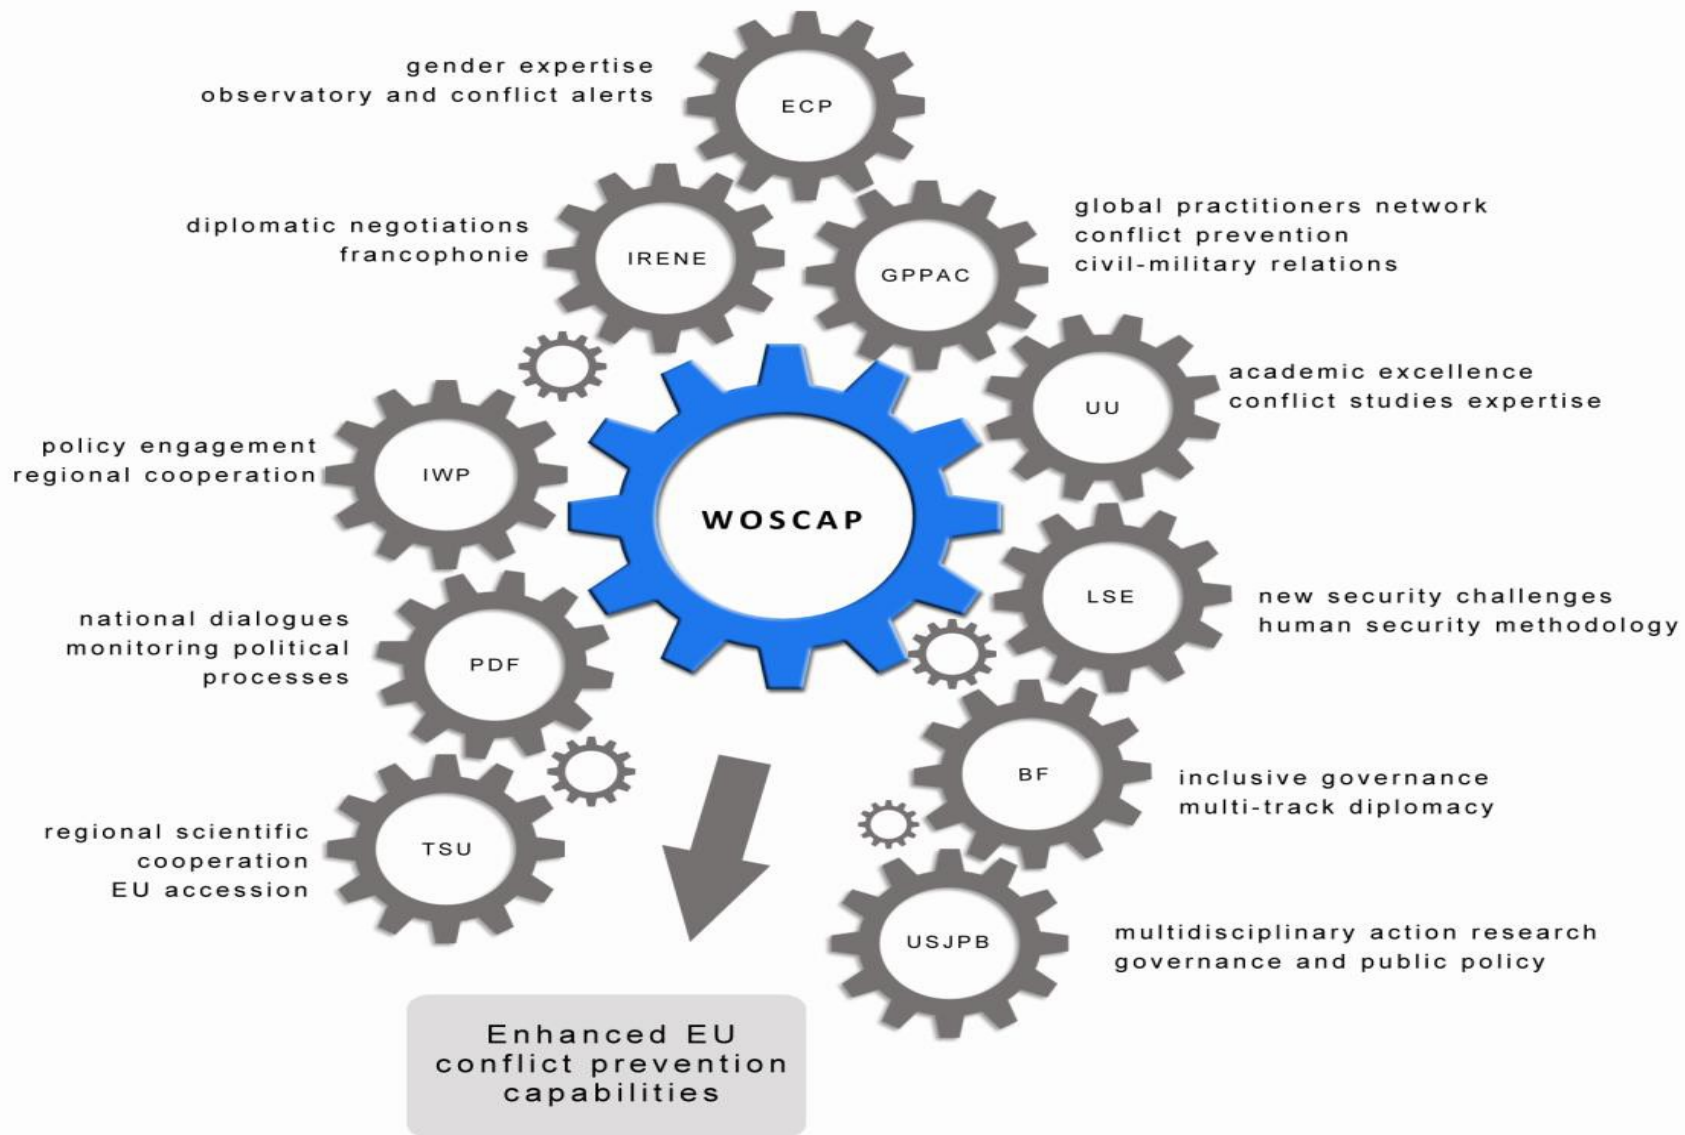 gender expertise
observatory and conflict alerts
ECP
diplomatic negotiations
francophonie
IRENE
GPPAC
global practitioners network
conflict prevention
civil-military relations
UU
academic excellence
conflict studies expertise
policy engagement
regional cooperation
IWP
WOSCAP
LSE
new security challenges
human security methodology
national dialogues
monitoring political
processes
PDF
BF
inclusive governance
multi-track diplomacy
regional scientific
cooperation
EU accession
TSU
USJPB
multidisciplinary action research
governance and public policy
Enhanced EU
conflict prevention
capabilities